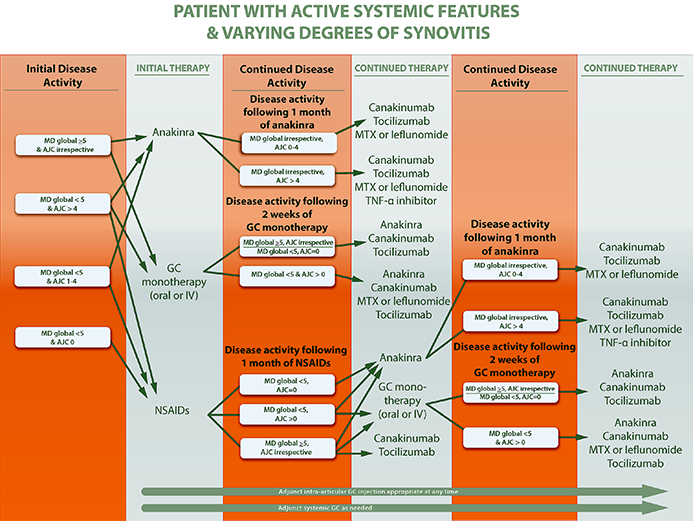 PATIENT WITH ACTIVE SYSTEMIC FEATURES
& VARYING DEGREES OF SYNOVITIS
Initial Disease
Activity
MD global ≥5
& AJC irrespective
MD global < 5
& AJC > 4
MD global <5
& AJC 1-4
MD global <5
& AJC 0
INITIAL THERAPY
Anakinra
GC
monotherapy
(oral or IV)
NSAIDs
Continued Disease
Activity
Disease activity
following 1 month
of anakinra
MD global irrespective,
AJC 0-4
MD global irrespective,
AJC > 4
Disease activity following
2 weeks of
GC monotherapy
MD global ≥5, AJC irrespective
MD global <5, AJC=0
MD global <5 & AJC > 0
Disease activity following
1 month of NSAIDs
MD global <5,
AJC=0
MD global <5,
AJC >0
MD global ≥5,
AJC irrespective
CONTINUED THERAPY
Canakinumab
Tocilizumab
MTX or leflunomide
Canakinumab
Tocilizumab
MTX or leflunomide
TNF-α inhibitor
Anakinra
Canakinumab
Tocilizumab
Anakinra
Canakinumab
MTX or leflunomide
Tocilizumab
Anakinra
GC mono-
therapy
(oral or IV)
Canakinumab
Tocilizumab
Continued Disease
Activity
Disease activity
following 1 month
of anakinra
MD global irrespective,
AJC 0-4
MD global irrespective,
AJC > 4
Disease activity following
2 weeks of
GC monotherapy
MD global ≥5, AJC irrespective
MD global <5, AJC=0
MD global <5
& AJC > 0
CONTINUED THERAPY
Canakinumab
Tocilizumab
MTX or leflunomide
Canakinumab
Tocilizumab
MTX or leflunomide
TNF-α inhibitor
Anakinra
Canakinumab
Tocilizumab
Anakinra
Canakinumab
MTX or leflunomide
Tocilizumab
Adjunct intra-articular GC injection appropriate at any time
Adjunct systemic GC as needed